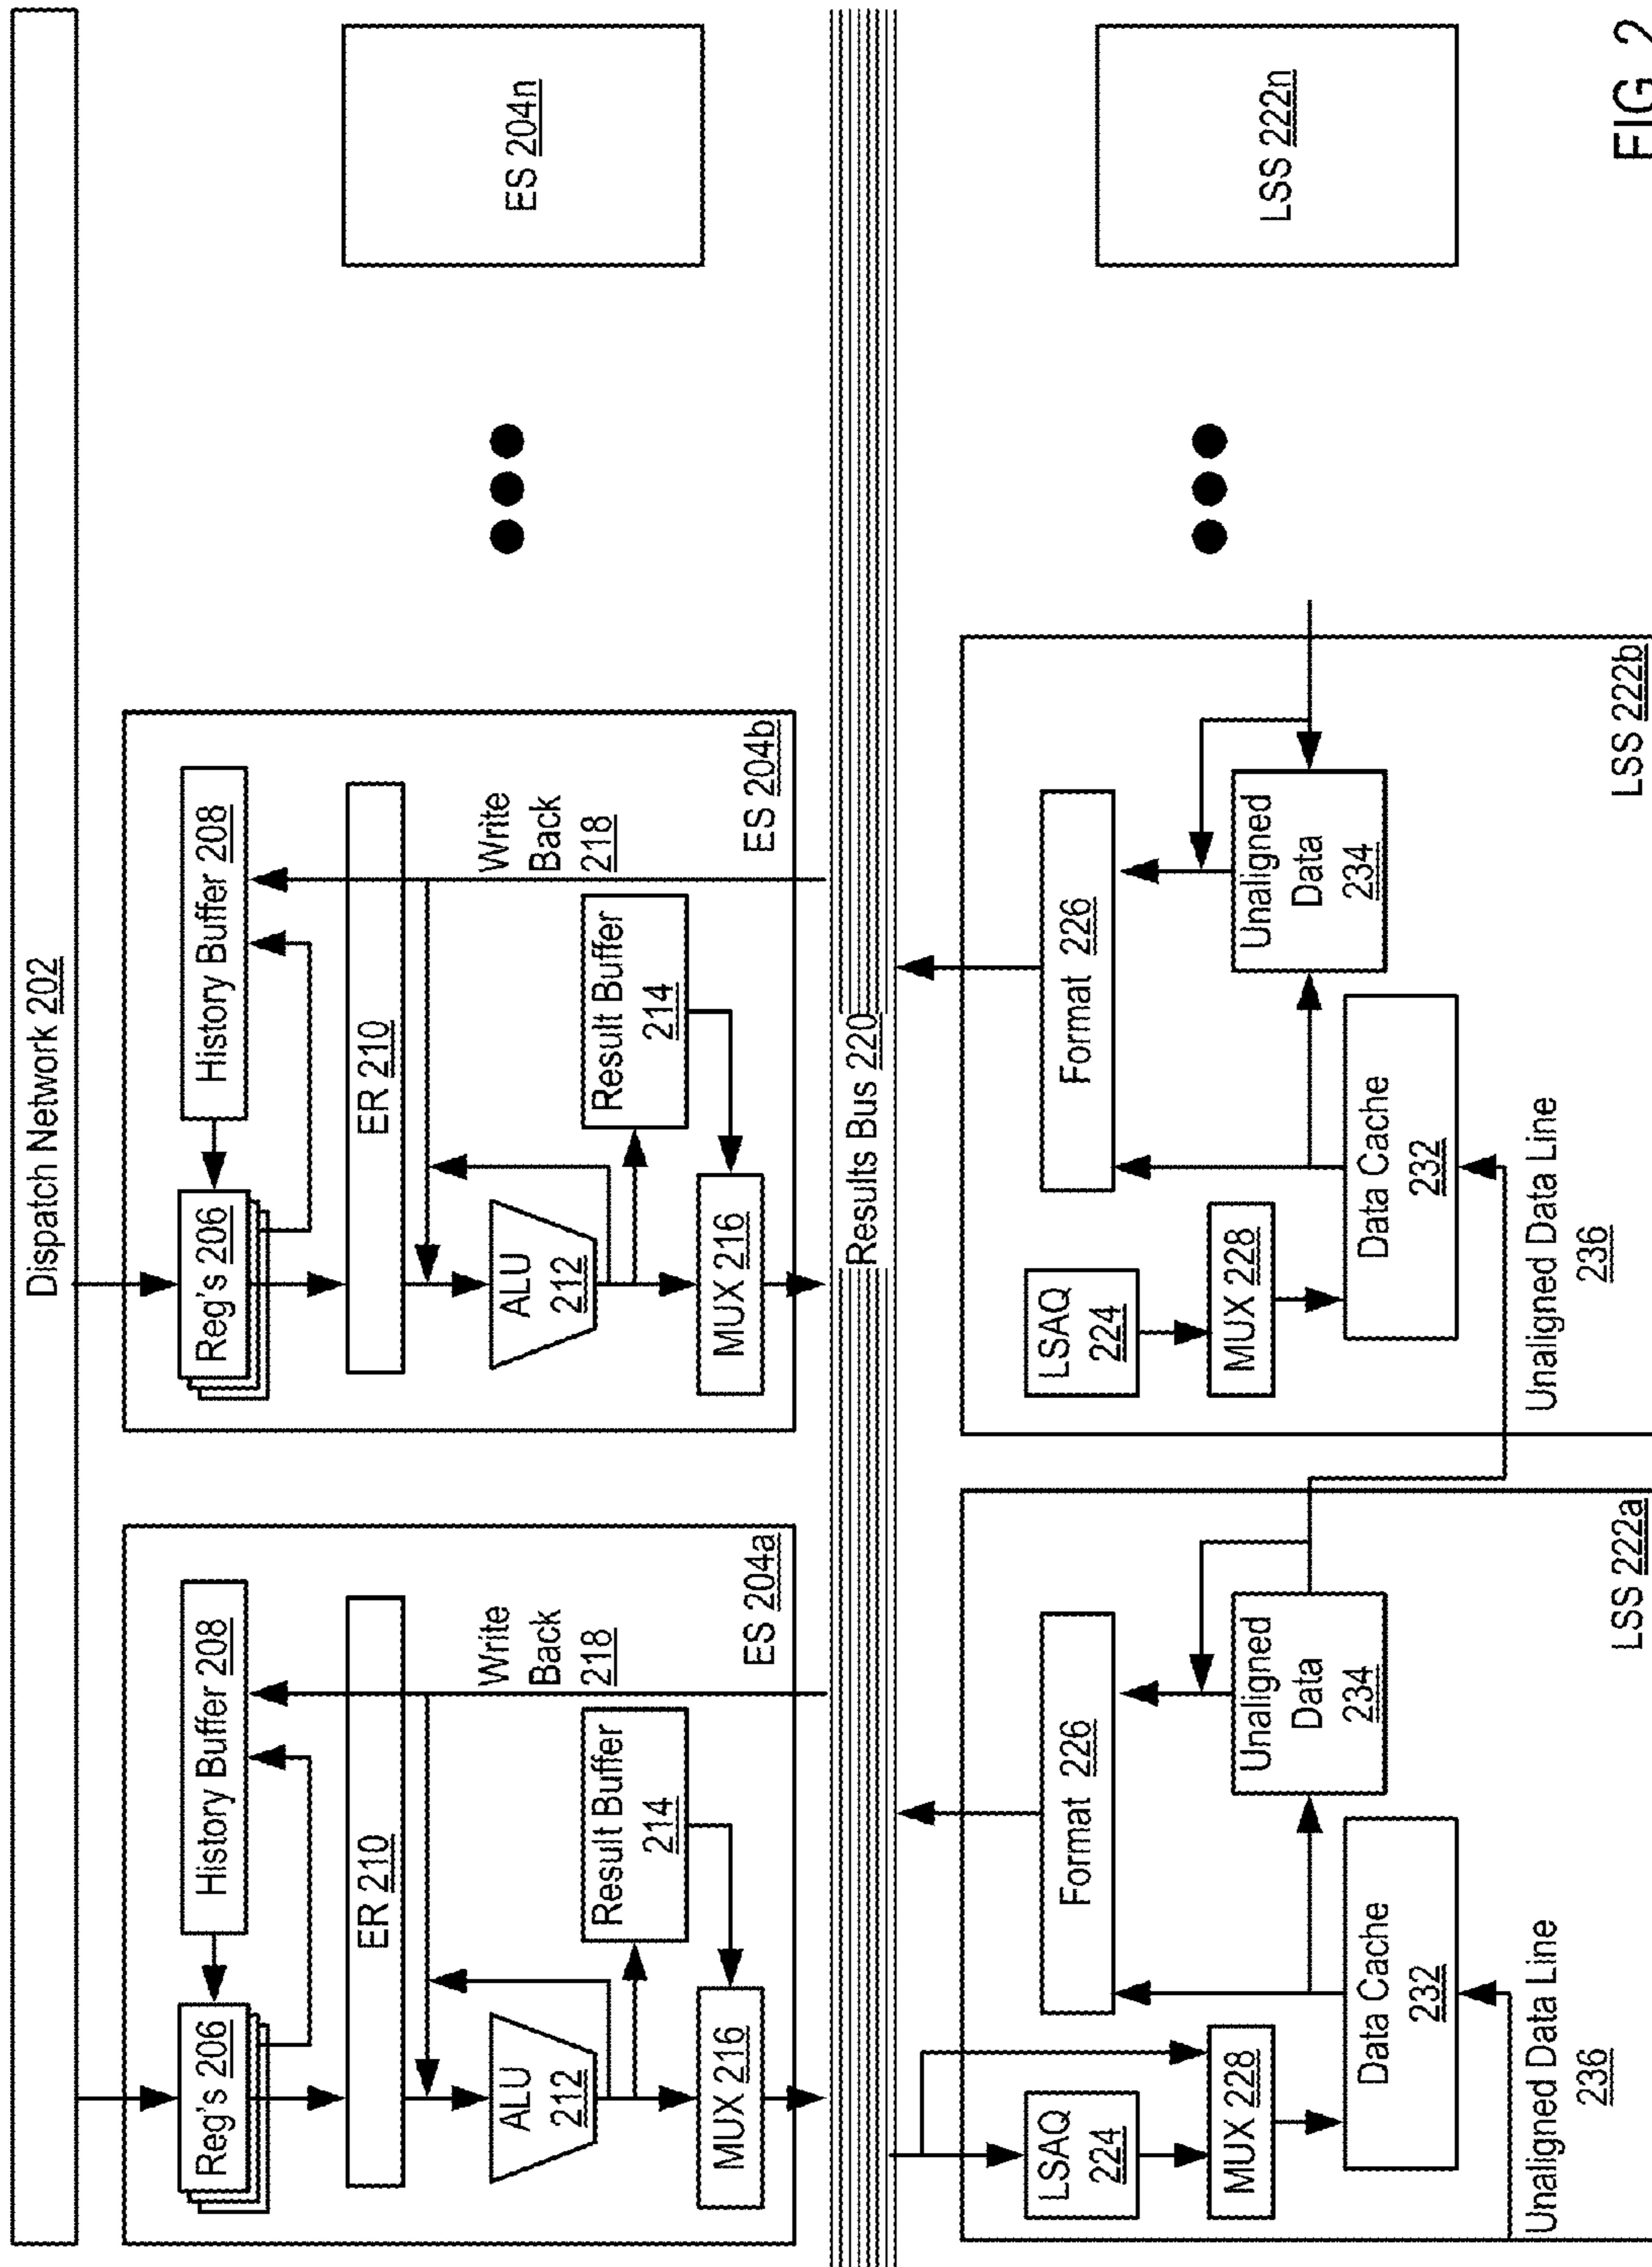 Dispatch Network 202
Reg's 206
History Buffer 208
ER 210
ALU
212
Write
Back
218
Result Buffer
214
MUX 216
ES 204a
Reg's 206
History Buffer 208
ER 210
ALU
212
Write
Back
218
Result Buffer
214
MUX 216
ES 204b
ES 204n
Results Bus 220
LSAQ
224
MUX 228
Format 226
Data Cache
232
Unaligned
Data
234
Unaligned Data Line
236
LSS 222a
LSAQ
224
MUX 228
Format 226
Data Cache
232
Unaligned
Data
234
Unaligned Data Line
236
LSS 222b
LSS 222n
FIG. 2